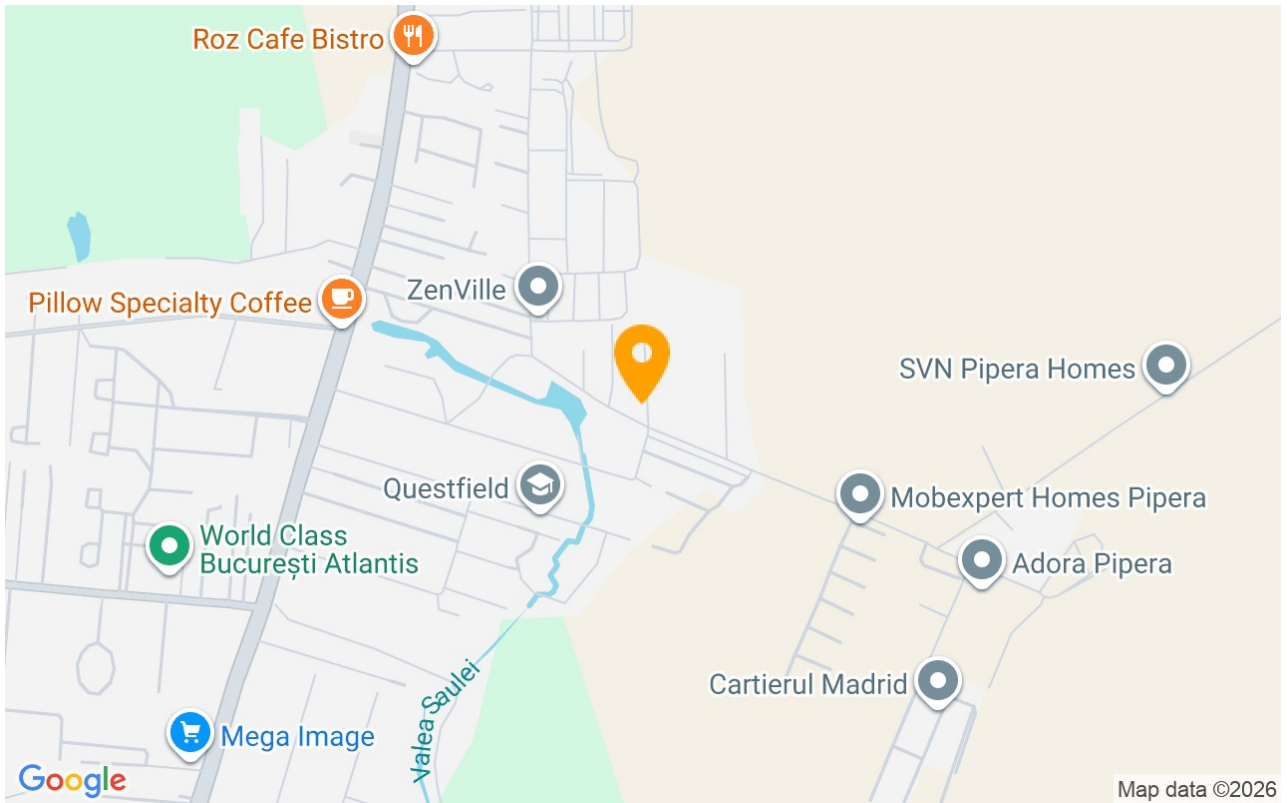 Roz Cafe Bistro
ZenVille
Pillow Specialty Coffee
SVN Pipera Homes
Questfield
Mobexpert Homes Pipera
World Class
București Atlantis
Adora Pipera
Cartierul Madrid
Valea Saulei
Mega Image
Google
Map data ©2026